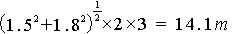 (1.5²+1.8²)^½×2×3 = 14.1m